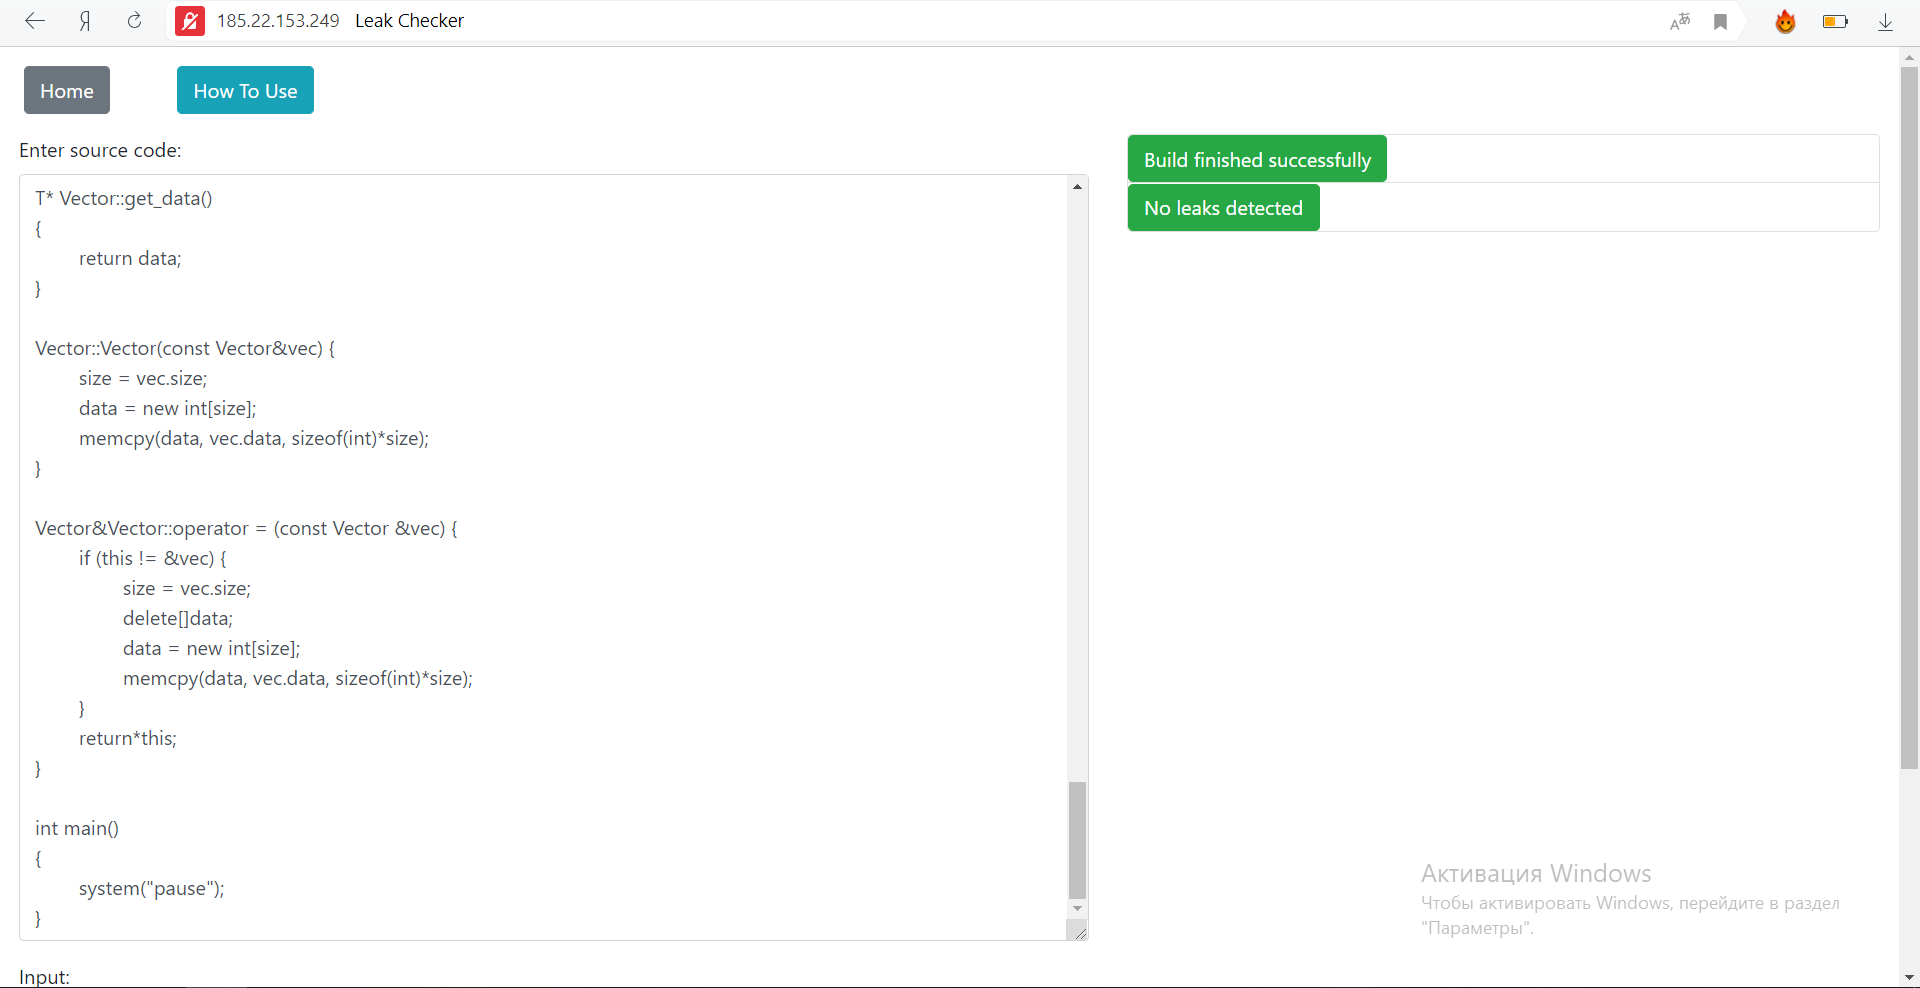 Я 185.22.153.249 Leak Checker
Home
How To Use
Enter source code:
T* Vector::get_data()
{
return data;
}
Vector::Vector(const Vector&vec) {
size = vec.size;
data = new int[size];
memcpy(data, vec.data, sizeof(int)*size);
}
Vector&Vector::operator = (const Vector &vec) {
if (this != &vec) {
size = vec.size;
delete[]data;
data = new int[size];
memcpy(data, vec.data, sizeof(int)*size);
}
return*this;
}
int main()
{
system("pause");
}
Input:
Build finished successfully
No leaks detected
Активация Windows
Чтобы активировать Windows, перейдите в раздел
"Параметры".